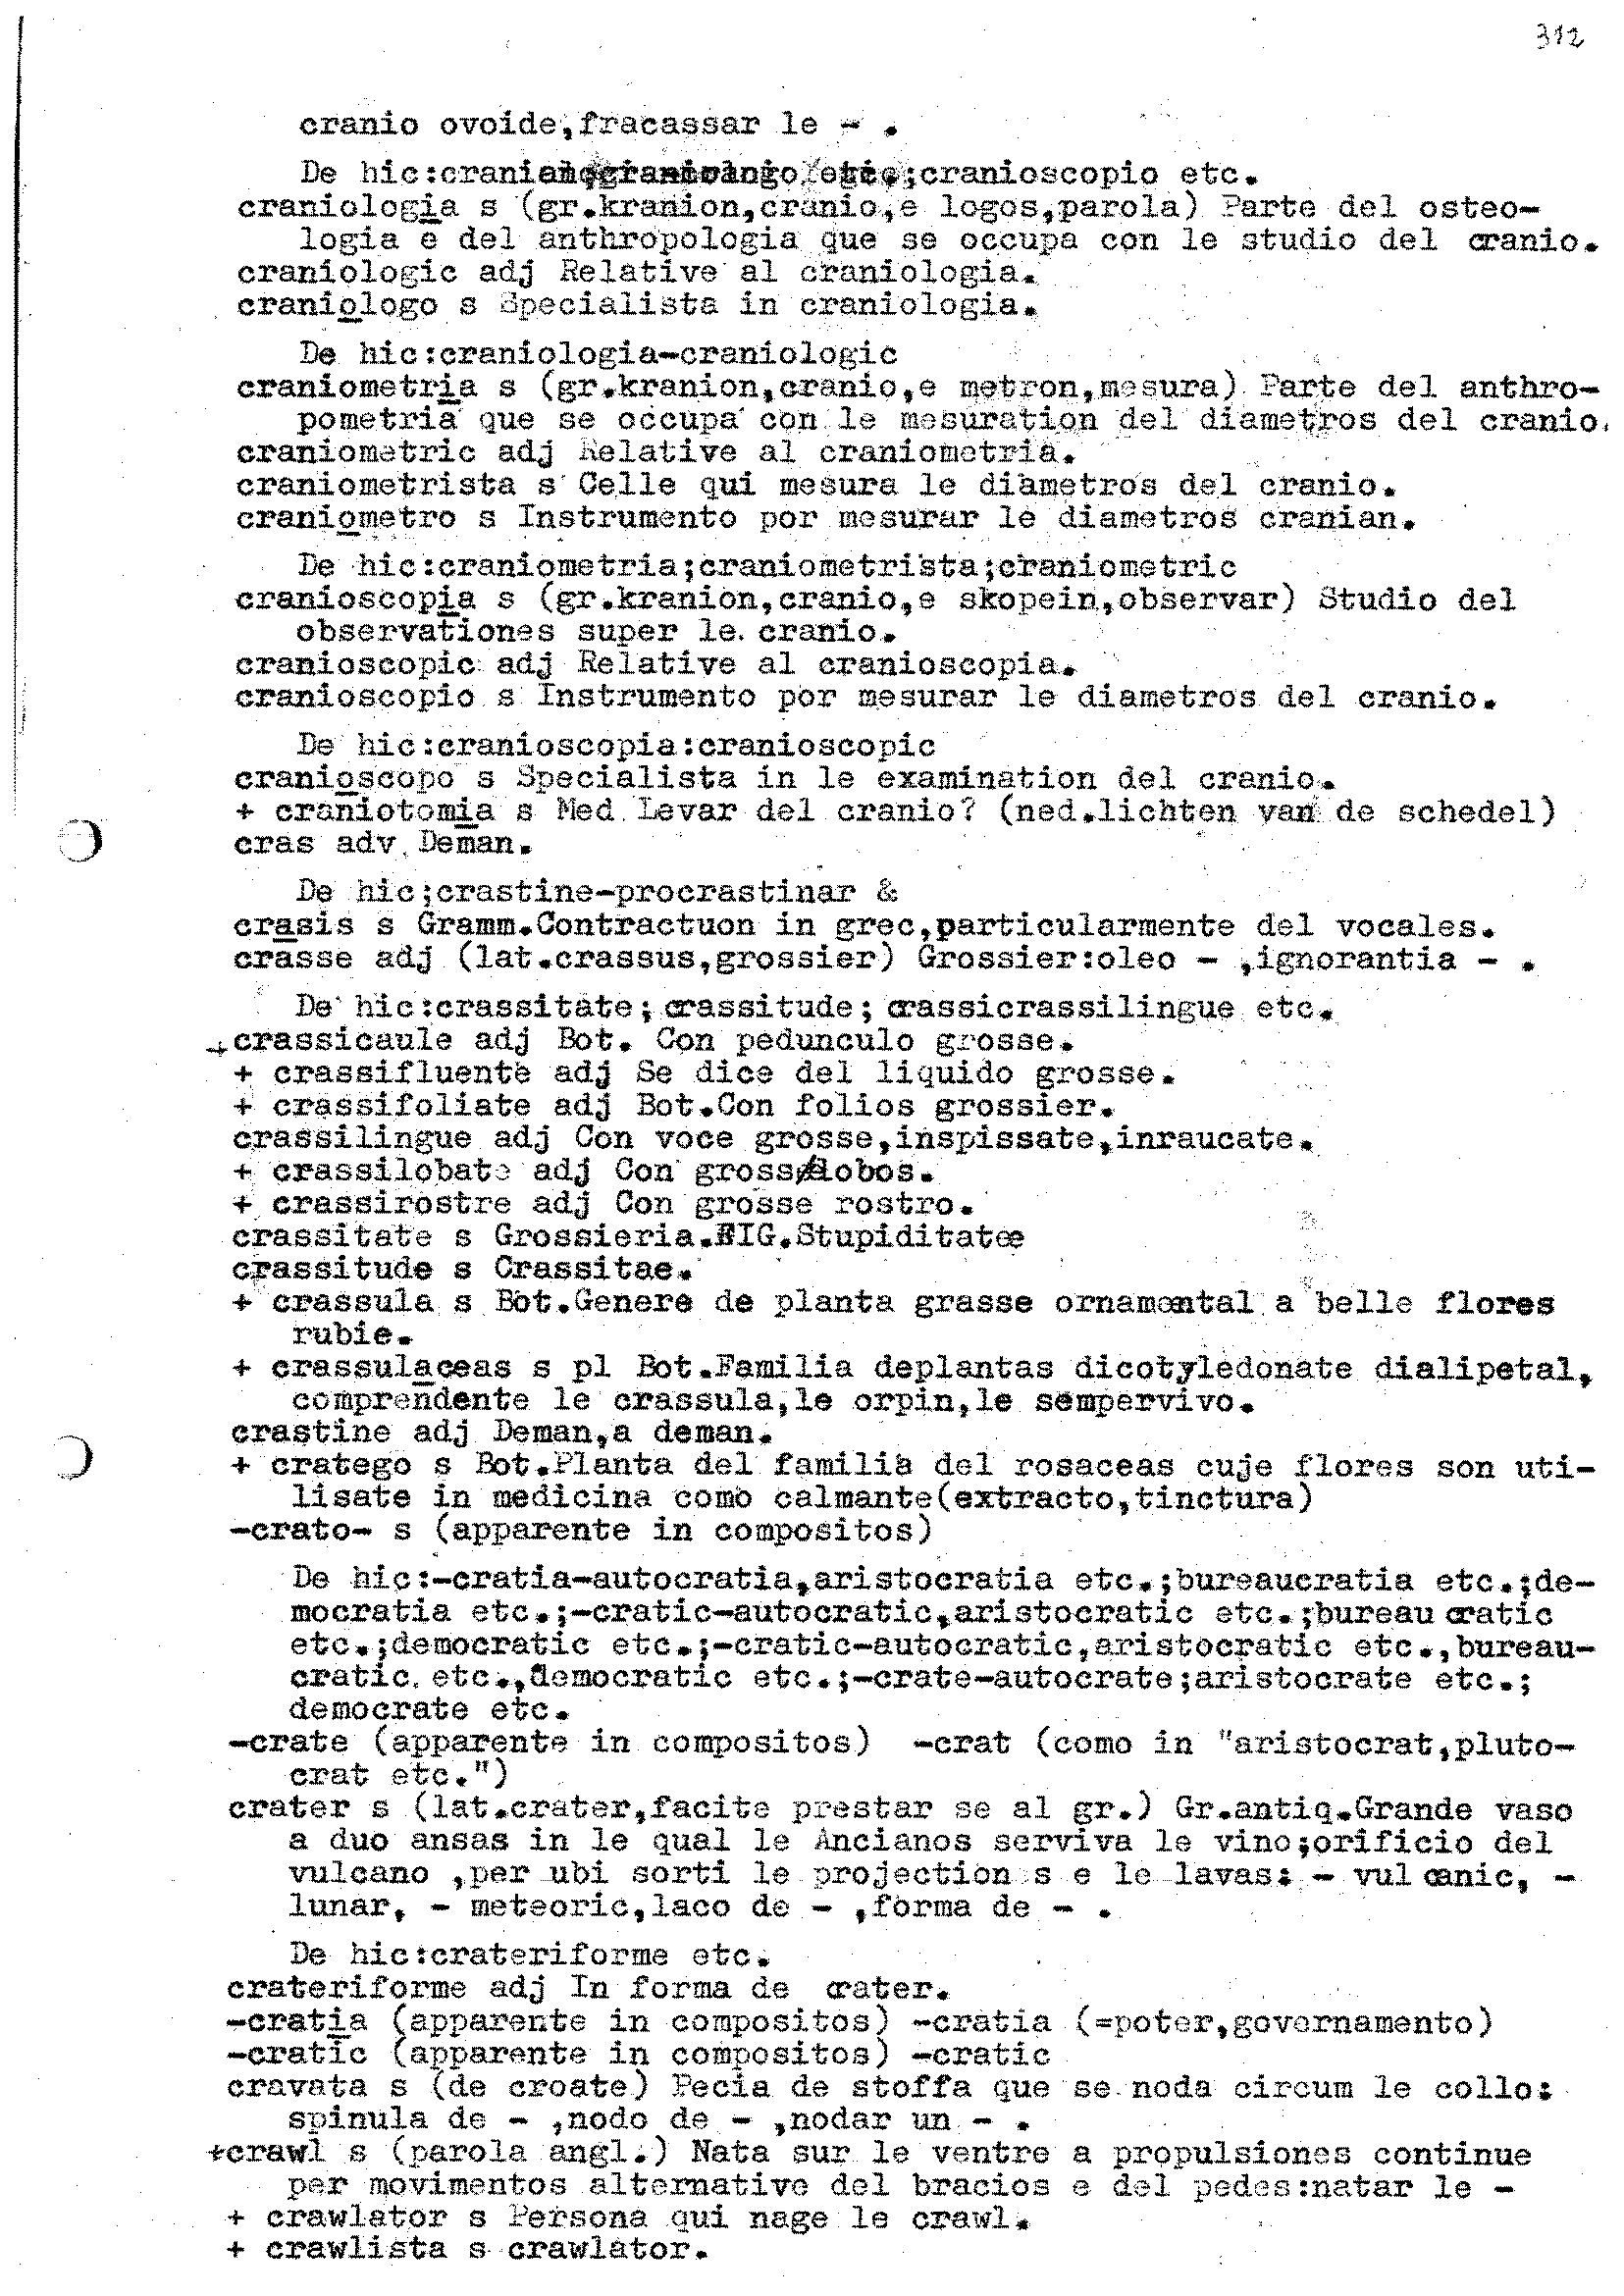 312
cranio ovoide,fracassar le - .
De hic: etc.;cranioscopio etc.
craniologia s (gr.kranion,cranio,e logos,parola) Parte del osteo-
logia e del anthropologia que se occupa con le studio del cranio.
craniologic adj Relative al craniologia.
craniologo s Specialista in craniologia.
De hic:craniologia-craniologic
craniometria s (gr.kranion,cranio,e metron,mesura) Parte del anthro-
pometria que se occupa con le mesuration del diametros del cranio.
craniometric adj Relative al craniometria.
craniometrista s Celle qui mesura le diametros del cranio.
craniometro s Instrumento por mesurar le diametros cranian.
De hic:craniometria;craniometrista;craniometric
cranioscopia s (gr.kranion,cranio,e skopein,observar) Studio del
observationes super le cranio.
cranioscopic adj Relative al cranioscopia.
cranioscopio s Instrumento por mesurar le diametros del cranio.
De hic:cranioscopia:cranioscopic
cranioscopo s Specialista in le examination del cranio.
+ craniotomia s Med Levar del cranio? (ned.lichten van de schedel)
cras adv Deman.
De hic;crastine-procrastinar &
crasis s Gramm.Contractuon in grec,particularmente del vocales.
crasse adj (lat.crassus,grossier) Grossier:oleo - ,ignorantia - .
De hic:crassitate;crassitude;crassicrassilingue etc.
+crassicaule adj Bot. Con pedunculo grosse.
+ crassifluente adj Se dice del liquido grosse.
+ crassifoliate adj Bot.Con folios grossier.
crassilingue adj Con voce grosse,inspissate,inraucate.
+ crassilobate adj Con grosse lobos.
+ crassirostre adj Con grosse rostro.
crassitate s Grossieria.FIG.Stupiditate
crassitude s Crassitae.
+ crassula s Bot.Genere de planta grasse ornamental a belle flores
rubie.
+ crassulaceas s pl Bot.Familia deplantas dicotyledonate dialipetal,
comprendente le crassula,le orpin,le sempervivo.
crastine adj Deman,a deman.
+ cratego s Bot.Planta del familia del rosaceas cuje flores son uti-
lisate in medicina como calmante(extracto,tinctura)
-crato- s (apparente in compositos)
De hic:-cratia-autocratia,aristocratia etc.;bureaucratia etc.;de-
mocratia etc.;-cratic-autocratic,aristocratic etc.;bureau cratic
etc.;democratic etc.;-cratic-autocratic,aristocratic etc.,bureau-
cratic etc.,democratic etc.;-crate-autocrate;aristocrate etc.;
democrate etc.
-crate (apparente in compositos) -crat (como in "aristocrat,pluto-
crat etc.")
crater s (lat.crater,facite prestar se al gr.) Gr.antiq.Grande vaso
a duo ansas in le qual le Ancianos serviva le vino;orificio del
vulcano ,per ubi sorti le projection s e le lavas: - vul canic, -
lunar, - meteoric,laco de - ,forma de - .
De hic:crateriforme etc.
crateriforme adj In forma de crater.
-cratia (apparente in compositos) -cratia (=poter,governamento)
-cratic (apparente in compositos) -cratic
cravata s (de croate) Pecia de stoffa que se noda circum le collo:
spinula de - ,nodo de - ,nodar un - .
+crawl s (parola angl.) Nata sur le ventre a propulsiones continue
per movimentos alternative del bracios e del pedes:natar le -
+ crawlator s Persona qui nage le crawl.
+ crawlista s crawlator.